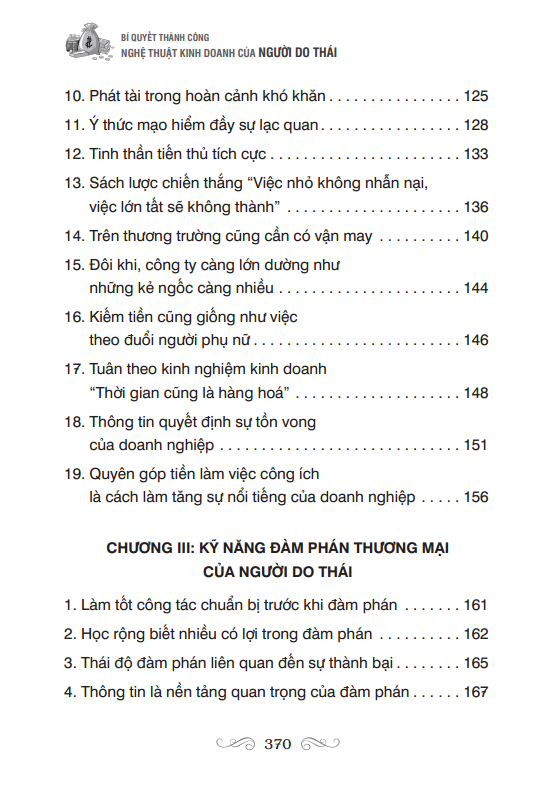 BÍ QUYẾT THÀNH CÔNG
NGHỆ THUẬT KINH DOANH CỦA NGƯỜI DO THÁI
10. Phát tài trong hoàn cảnh khó khăn . . . . . . . . . . . . . . . . 125
11. Ý thức mạo hiểm đầy sự lạc quan . . . . . . . . . . . . . . . . . 128
12. Tinh thần tiến thủ tích cực . . . . . . . . . . . . . . . . . . . . . . . 133
13. Sách lược chiến thắng “Việc nhỏ không nhẫn nại,
việc lớn tất sẽ không thành” . . . . . . . . . . . . . . . . . . . . . 136
14. Trên thương trường cũng cần có vận may . . . . . . . . . . 140
15. Đôi khi, công ty càng lớn dường như
những kẻ ngốc càng nhiều . . . . . . . . . . . . . . . . . . . . . . 144
16. Kiếm tiền cũng giống như việc
theo đuổi người phụ nữ . . . . . . . . . . . . . . . . . . . . . . . . . 146
17. Tuân theo kinh nghiệm kinh doanh
“Thời gian cũng là hàng hoá” . . . . . . . . . . . . . . . . . . . . 148
18. Thông tin quyết định sự tồn vong
của doanh nghiệp . . . . . . . . . . . . . . . . . . . . . . . . . . . . . 151
19. Quyên góp tiền làm việc công ích
là cách làm tăng sự nổi tiếng của doanh nghiệp . . . . . 156
CHƯƠNG III: KỸ NĂNG ĐÀM PHÁN THƯƠNG MẠI
CỦA NGƯỜI DO THÁI
1. Làm tốt công tác chuẩn bị trước khi đàm phán . . . . . . . 161
2. Học rộng biết nhiều có lợi trong đàm phán . . . . . . . . . . 162
3. Thái độ đàm phán liên quan đến sự thành bại . . . . . . . . 165
4. Thông tin là nền tảng quan trọng của đàm phán . . . . . . 167
370